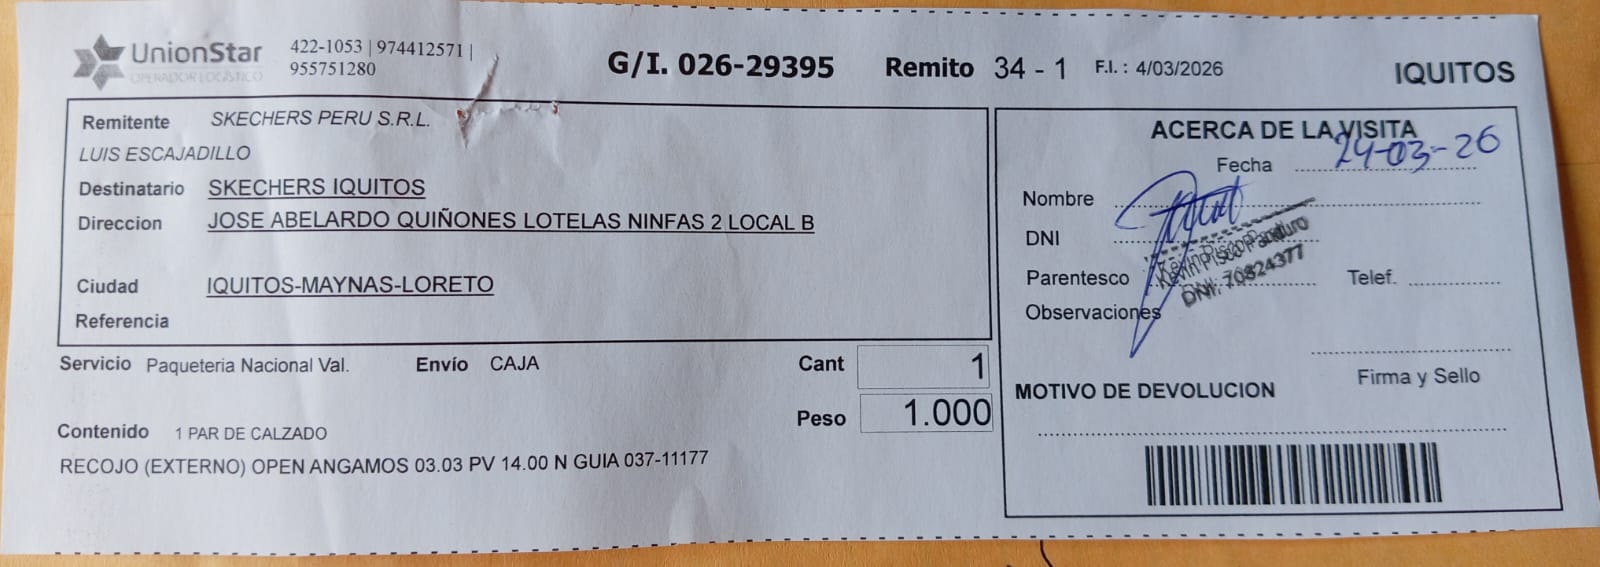 UnionStar
OPERADOR LOGÍSTICO
422-1053 | 974412571 |
955751280
G/I. 026-29395
Remito 34 - 1
F.I. : 4/03/2026
IQUITOS
Remitente SKECHERS PERU S.R.L.
LUIS ESCAJADILLO
Destinatario SKECHERS IQUITOS
Direccion JOSE ABELARDO QUIÑONES LOTELAS NINFAS 2 LOCAL B
Ciudad IQUITOS-MAYNAS-LORETO
Referencia
Servicio Paqueteria Nacional Val. Envío CAJA
Cant 1
Peso 1.000
Contenido 1 PAR DE CALZADO
RECOJO (EXTERNO) OPEN ANGAMOS 03.03 PV 14.00 N GUIA 037-11177
ACERCA DE LA VISITA
Fecha 24-03-26
Nombre
DNI
Kevin Pisco Panduro
DNI: 70824377
Parentesco Telef.
Observaciones
Firma y Sello
MOTIVO DE DEVOLUCION